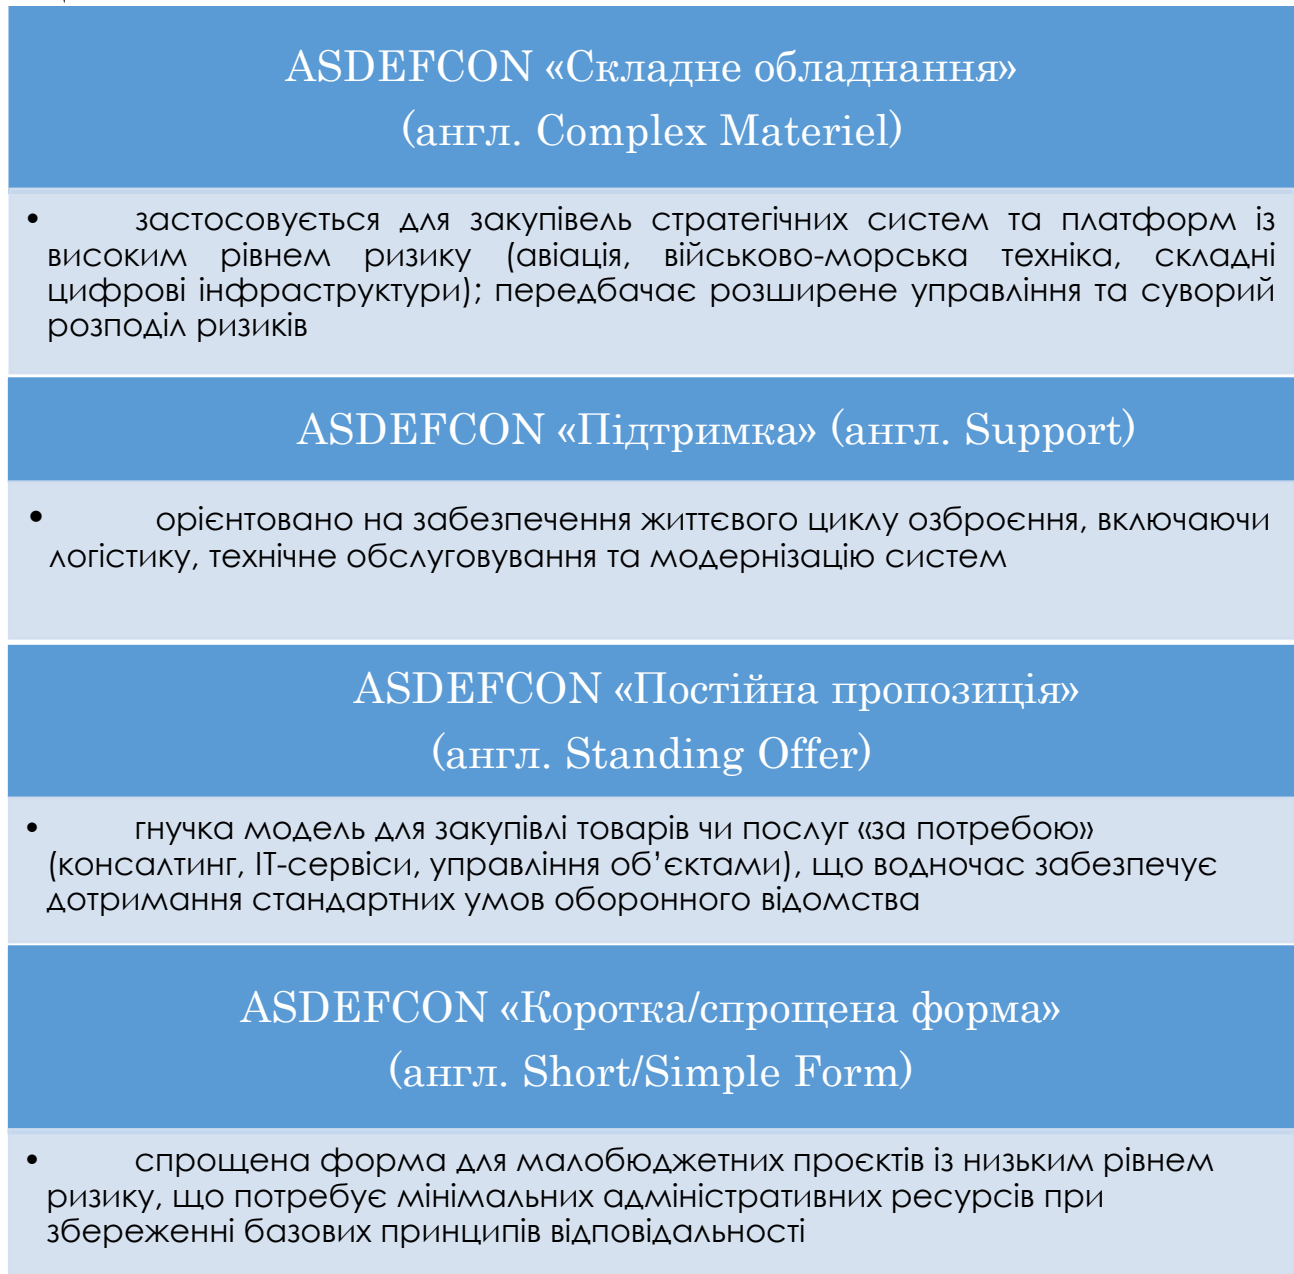 ASDEFCON «Складне обладнання»
(англ. Complex Materiel)
• застосовується для закупівель стратегічних систем та платформ із
високим рівнем ризику (авіація, військово-морська техніка, складні
цифрові інфраструктури); передбачає розширене управління та суворий
розподіл ризиків
ASDEFCON «Підтримка» (англ. Support)
• орієнтовано на забезпечення життєвого циклу озброєння, включаючи
логістику, технічне обслуговування та модернізацію систем
ASDEFCON «Постійна пропозиція»
(англ. Standing Offer)
• гнучка модель для закупівлі товарів чи послуг «за потребою»
(консалтинг, ІТ-сервіси, управління об’єктами), що водночас забезпечує
дотримання стандартних умов оборонного відомства
ASDEFCON «Коротка/спрощена форма»
(англ. Short/Simple Form)
• спрощена форма для малобюджетних проєктів із низьким рівнем
ризику, що потребує мінімальних адміністративних ресурсів при
збереженні базових принципів відповідальності